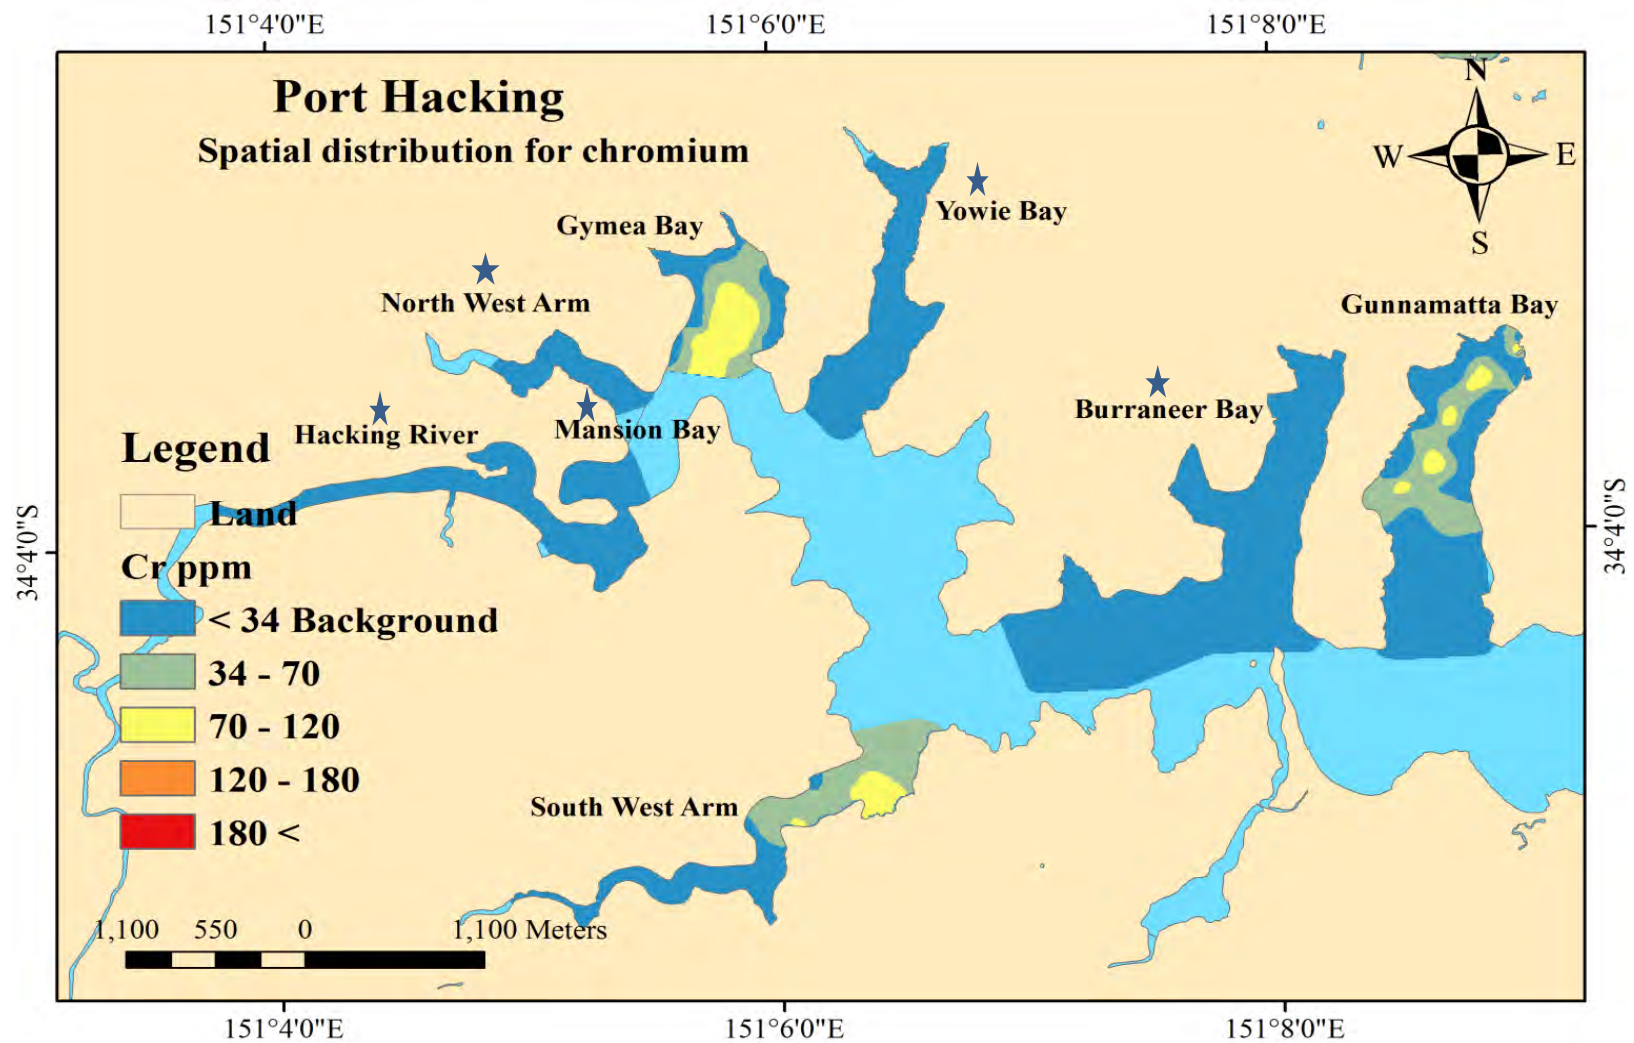 151°4'0"E
151°6'0"E
151°8'0"E
Port Hacking
Spatial distribution for chromium
N
W
E
S
Yowie Bay
Gymea Bay
North West Arm
Gunnamatta Bay
Burraneer Bay
Hacking River
Mansion Bay
Legend
Land
34°4'0"S
34°4'0"S
Cr ppm
< 34 Background
34 - 70
70 - 120
120 - 180
180 <
South West Arm
1,100 550 0 1,100 Meters
151°4'0"E
151°6'0"E
151°8'0"E